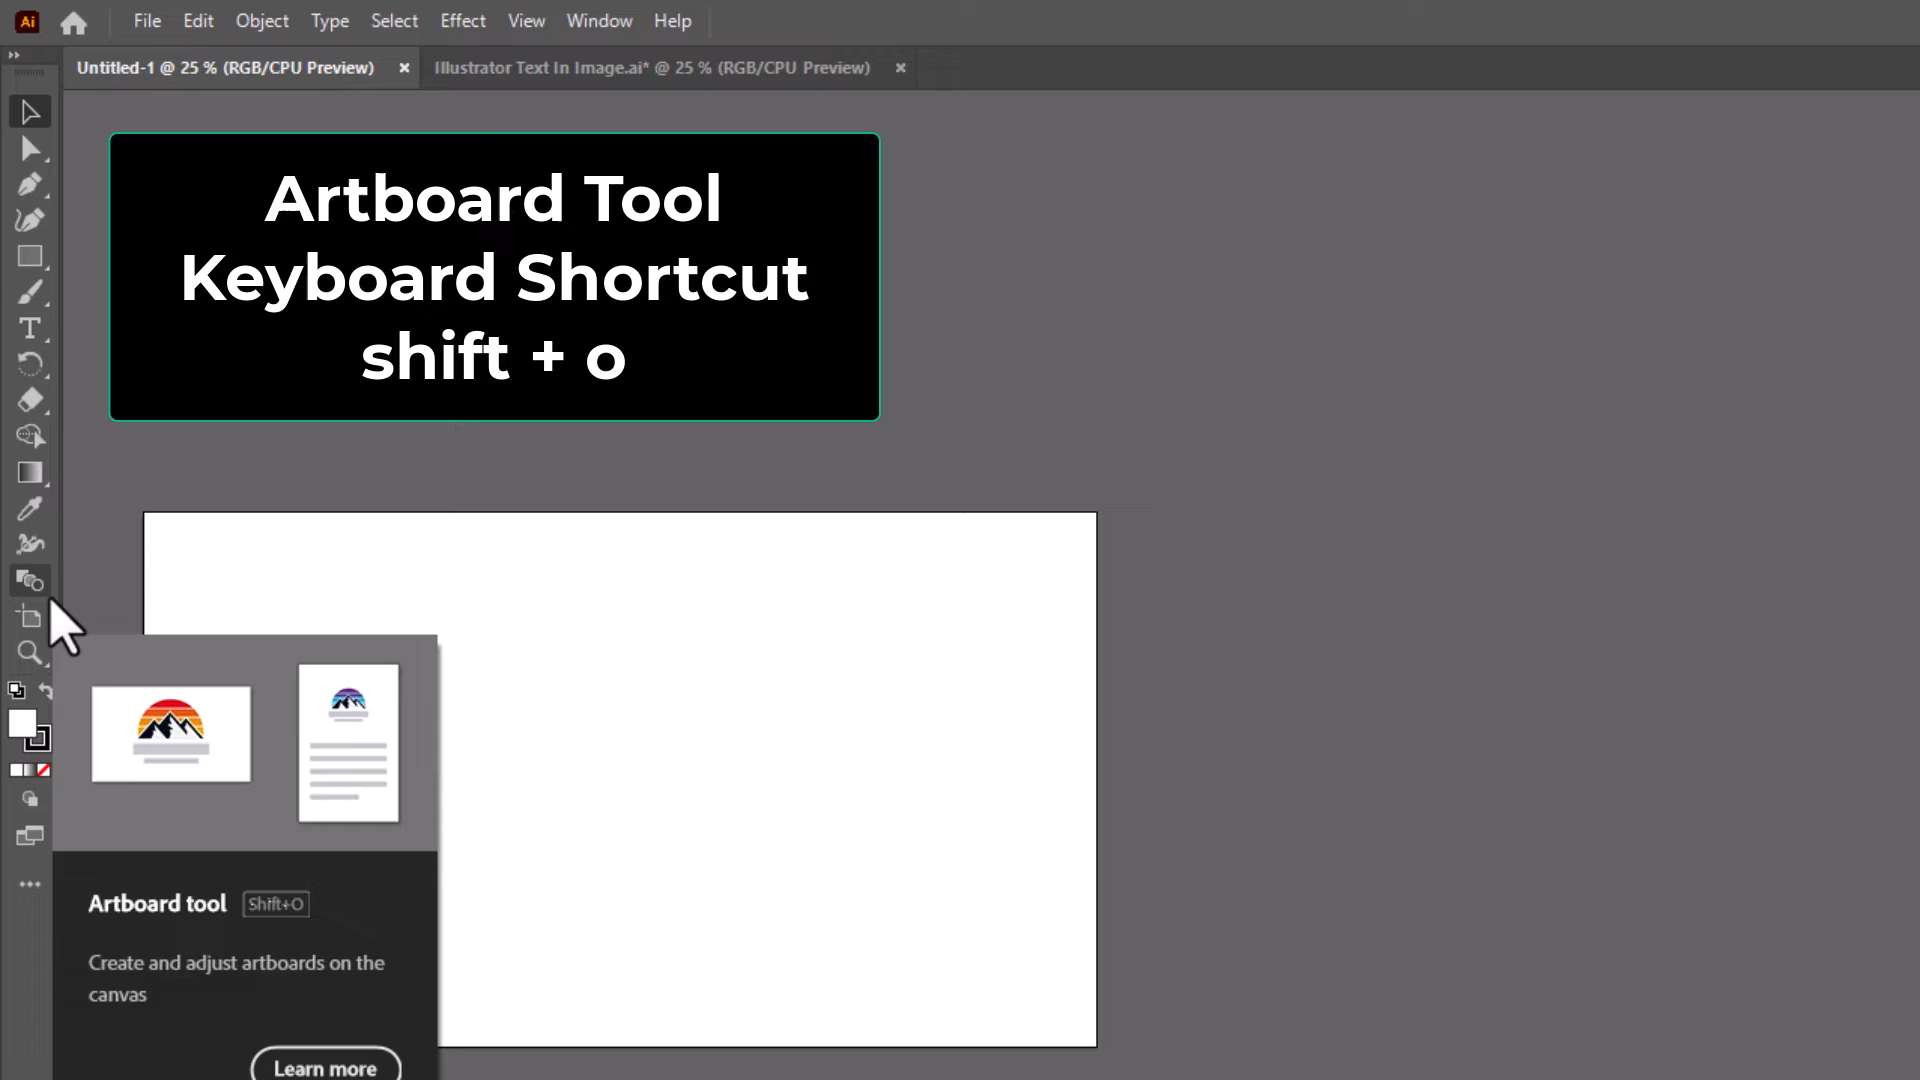 Ai File Edit Object Type Select Effect View Window Help
Untitled-1 @ 25 % (RGB/CPU Preview) × Illustrator Text In Image.ai* @ 25 % (RGB/CPU Preview) ×
Artboard Tool
Keyboard Shortcut
shift + o
Artboard tool Shift+O
Create and adjust artboards on the
canvas
Learn more